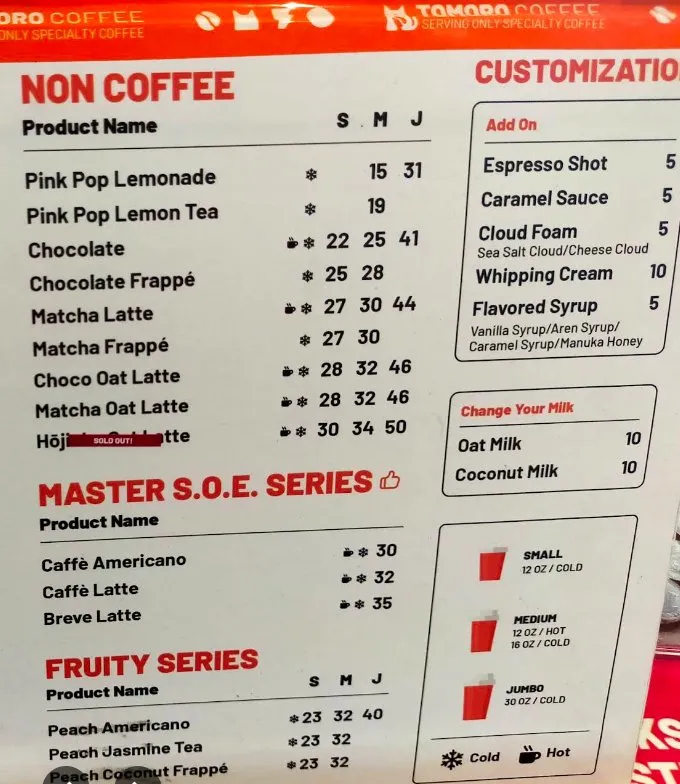 ORO COFFEE
ONLY SPECIALTY COFFEE
TOMORO COFFEE
SERVING ONLY SPECIALTY COFFEE
NON COFFEE
Product Name S M J
Pink Pop Lemonade 15 31
Pink Pop Lemon Tea 19
Chocolate 22 25 41
Chocolate Frappé 25 28
Matcha Latte 27 30 44
Matcha Frappé 27 30
Choco Oat Latte 28 32 46
Matcha Oat Latte 28 32 46
Hōji SOLD OUT! tte 30 34 50
MASTER S.O.E. SERIES
Product Name
Caffè Americano 30
Caffè Latte 32
Breve Latte 35
FRUITY SERIES
Product Name S M J
Peach Americano 23 32 40
Peach Jasmine Tea 23 32
Peach Coconut Frappé 23 32
CUSTOMIZATIO
Add On
Espresso Shot 5
Caramel Sauce 5
Cloud Foam 5
Sea Salt Cloud/Cheese Cloud
Whipping Cream 10
Flavored Syrup 5
Vanilla Syrup/Aren Syrup/
Caramel Syrup/Manuka Honey
Change Your Milk
Oat Milk 10
Coconut Milk 10
SMALL
12 OZ / COLD
MEDIUM
12 OZ / HOT
16 OZ / COLD
JUMBO
30 OZ / COLD
Cold Hot
KS
ST